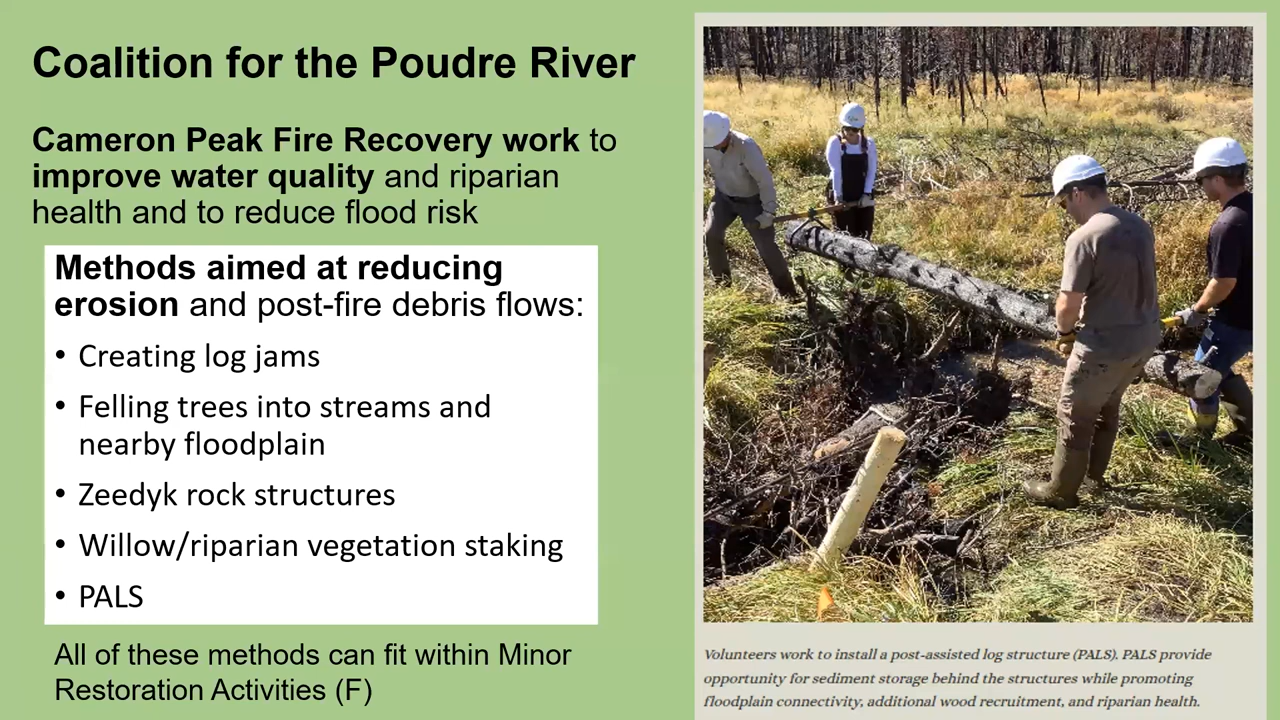 Coalition for the Poudre River
Cameron Peak Fire Recovery work to
improve water quality and riparian
health and to reduce flood risk
Methods aimed at reducing
erosion and post-fire debris flows:
• Creating log jams
• Felling trees into streams and
nearby floodplain
• Zeedyk rock structures
• Willow/riparian vegetation staking
• PALS
All of these methods can fit within Minor
Restoration Activities (F)
Volunteers work to install a post-assisted log structure (PALS). PALS provide
opportunity for sediment storage behind the structures while promoting
floodplain connectivity, additional wood recruitment, and riparian health.